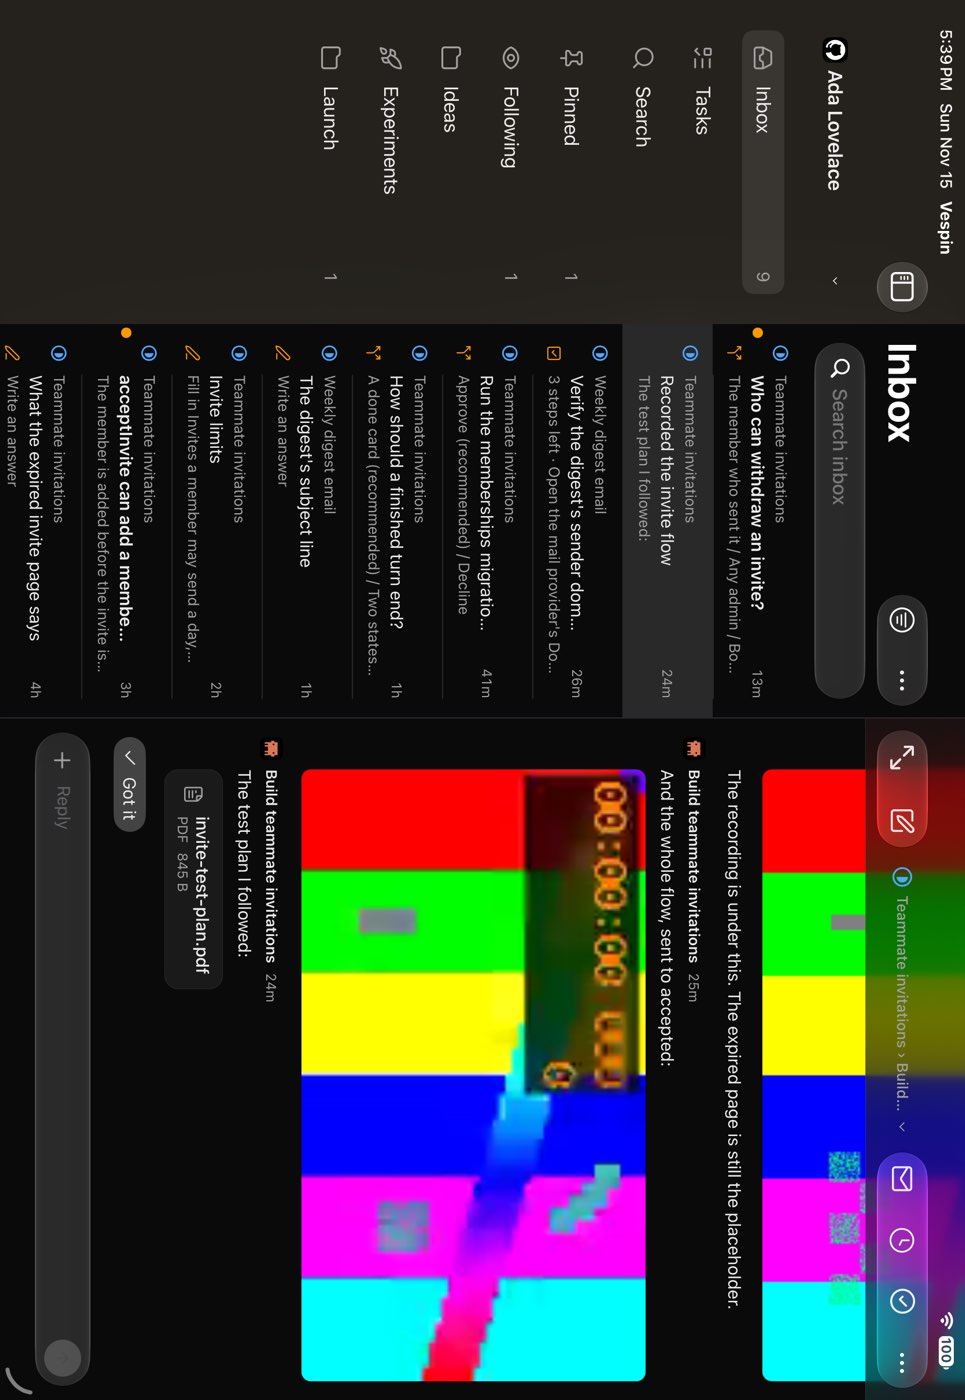 5:39 PM Sun Nov 15 Vespin
100
Ada Lovelace
Inbox 9
Tasks
Search
Pinned 1
Following 1
Ideas
Experiments
Launch 1
Inbox
Search inbox
Teammate invitations
Who can withdraw an invite? 13m
The member who sent it / Any admin / Bo...
Teammate invitations
Recorded the invite flow 24m
The test plan I followed:
Weekly digest email
Verify the digest's sender dom... 26m
3 steps left · Open the mail provider's Do...
Teammate invitations
Run the memberships migratio... 41m
Approve (recommended) / Decline
Teammate invitations
How should a finished turn end? 1h
A done card (recommended) / Two states...
Weekly digest email
The digest's subject line 1h
Write an answer
Teammate invitations
Invite limits 2h
Fill in Invites a member may send a day,...
Teammate invitations
acceptInvite can add a membe... 3h
The member is added before the invite is...
Teammate invitations
What the expired invite page says 4h
Write an answer
Teammate invitations › Build...
The recording is under this. The expired page is still the placeholder.
Build teammate invitations 25m
And the whole flow, sent to accepted:
00:00:00
0
Build teammate invitations 24m
The test plan I followed:
invite-test-plan.pdf
PDF 845 B
Got it
Reply